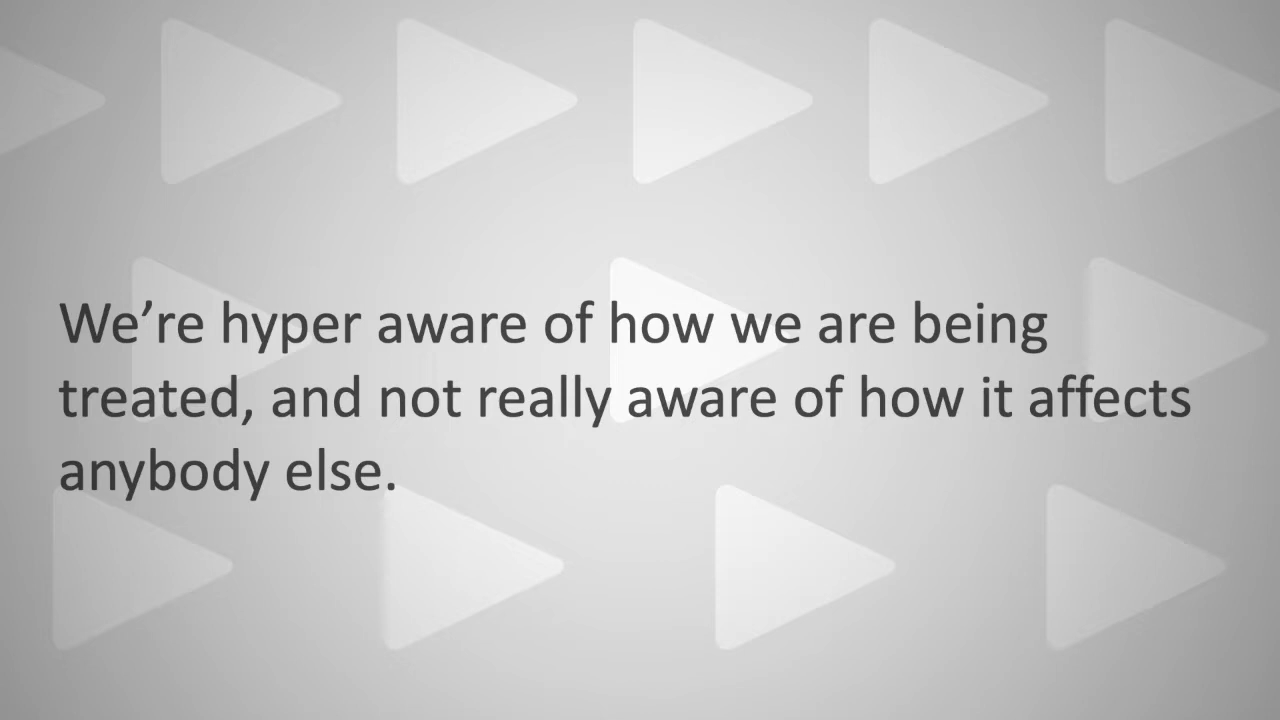 We’re hyper aware of how we are being
treated, and not really aware of how it affects
anybody else.